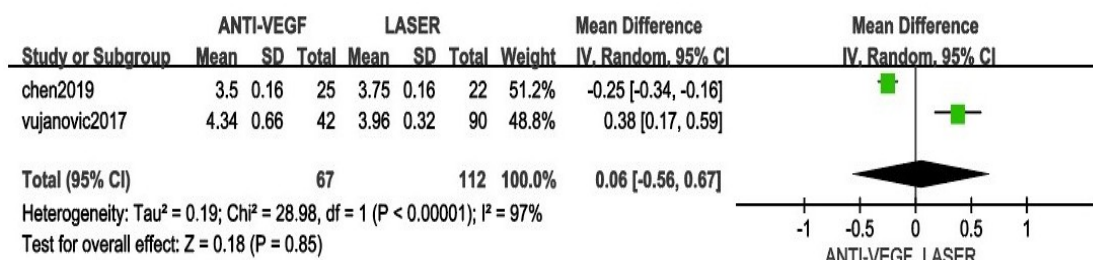 ANTI-VEGF LASER Mean Difference Mean Difference
Study or Subgroup Mean SD Total Mean SD Total Weight IV. Random. 95% CI IV. Random. 95% CI
chen2019 3.5 0.16 25 3.75 0.16 22 51.2% -0.25 [-0.34, -0.16]
vujanovic2017 4.34 0.66 42 3.96 0.32 90 48.8% 0.38 [0.17, 0.59]
Total (95% CI) 67 112 100.0% 0.06 [-0.56, 0.67]
Heterogeneity: Tau² = 0.19; Chi² = 28.98, df = 1 (P < 0.00001); I² = 97%
Test for overall effect: Z = 0.18 (P = 0.85)
-1 -0.5 0 0.5 1
ANTI-VEGF LASER